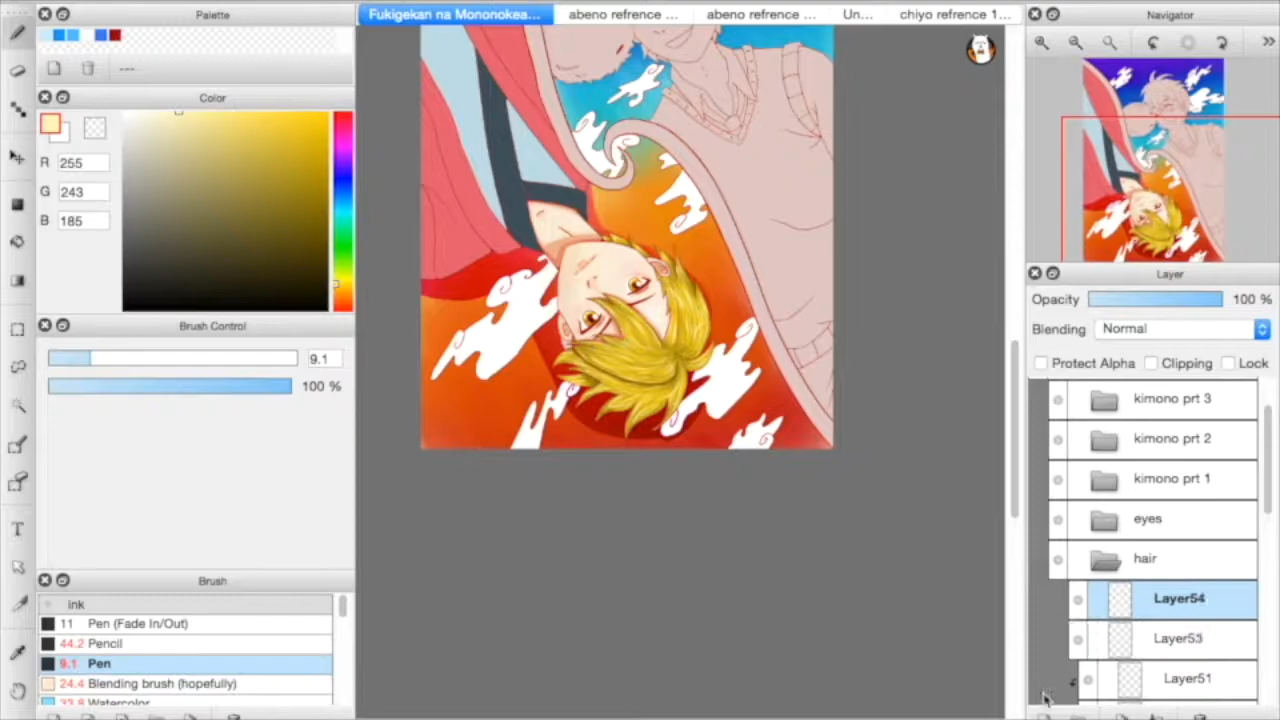 Palette
Fukigekan na Mononokea...
abeno refrence ...
abeno refrence ...
Un...
chiyo refrence 1...
Navigator
---
Color
R 255
G 243
B 185
Brush Control
9.1
100 %
Brush
ink
11 Pen (Fade In/Out)
44.2 Pencil
9.1 Pen
24.4 Blending brush (hopefully)
33.8 Watercolor
Layer
Opacity 100 %
Blending Normal
Protect Alpha Clipping Lock
kimono prt 3
kimono prt 2
kimono prt 1
eyes
hair
Layer54
Layer53
Layer51
T